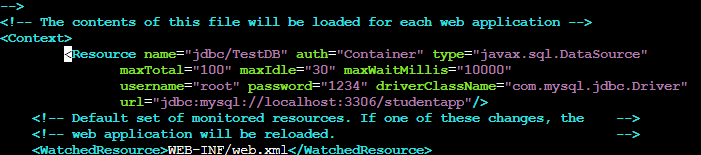 -->
<!-- The contents of this file will be loaded for each web application -->
<Context>
<Resource name="jdbc/TestDB" auth="Container" type="javax.sql.DataSource"
maxTotal="100" maxIdle="30" maxWaitMillis="10000"
username="root" password="1234" driverClassName="com.mysql.jdbc.Driver"
url="jdbc:mysql://localhost:3306/studentapp"/>
<!-- Default set of monitored resources. If one of these changes, the    -->
<!-- web application will be reloaded.                                   -->
<WatchedResource>WEB-INF/web.xml</WatchedResource>